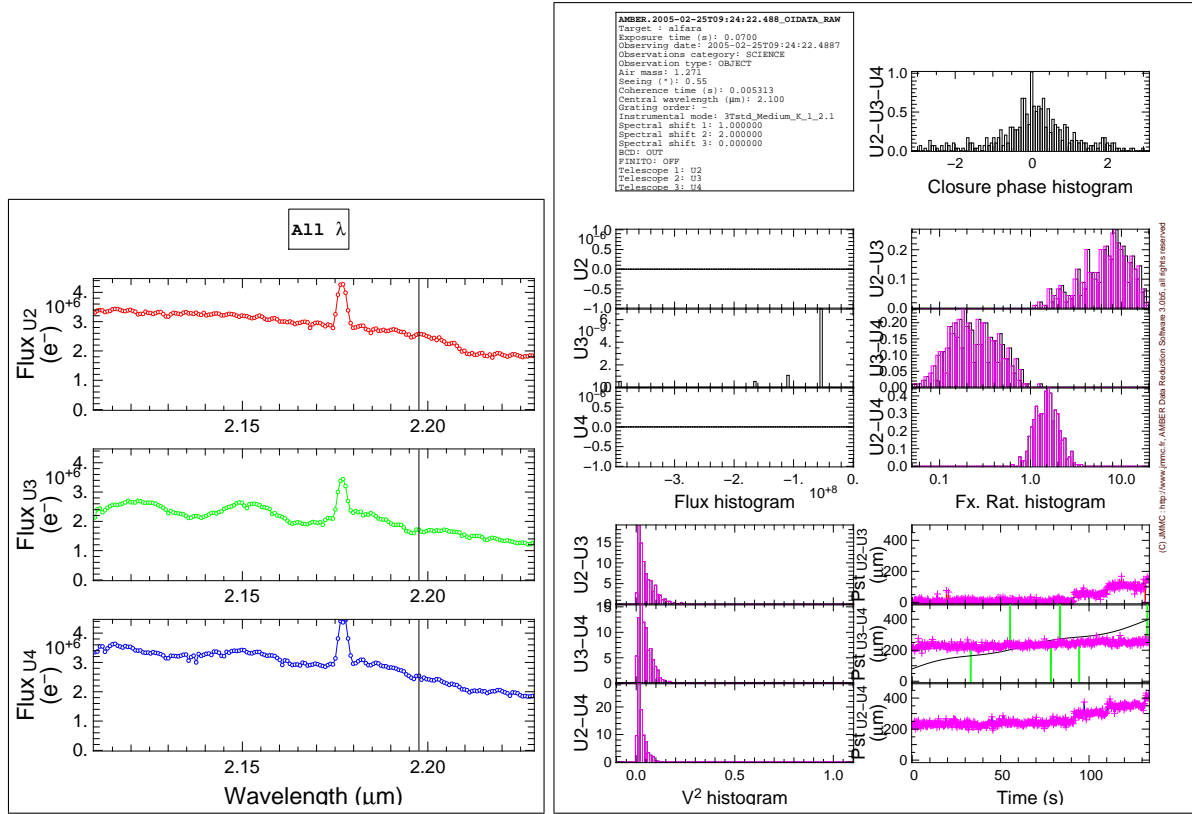 All λ
Flux U2
(e⁻)
10⁺⁶
4.
3.
2.
1.
0.
2.15
2.20
Flux U3
(e⁻)
10⁺⁶
4.
3.
2.
1.
0.
2.15
2.20
Flux U4
(e⁻)
10⁺⁶
4.
3.
2.
1.
0.
2.15
2.20
Wavelength (μm)
AMBER.2005-02-25T09:24:22.488_OIDATA_RAW
Target : alfara
Exposure time (s): 0.0700
Observing date: 2005-02-25T09:24:22.4887
Observations category: SCIENCE
Observation type: OBJECT
Air mass: 1.271
Seeing ("): 0.55
Coherence time (s): 0.005313
Central wavelength (μm): 2.100
Grating order: -
Instrumental mode: 3Tstd_Medium_K_1_2.1
Spectral shift 1: 1.000000
Spectral shift 2: 2.000000
Spectral shift 3: 0.000000
BCD: OUT
FINITO: OFF
Telescope 1: U2
Telescope 2: U3
Telescope 3: U4
U2−U3−U4
1.0
0.5
0.0
−2
0
2
Closure phase histogram
U2
1.0
10⁻⁶
0.5
0.0
−0.5
−1.0
U3
10⁻⁹
6.
4.
2.
U4
10⁻⁶
0.5
0.0
−0.5
−1.0
−3.
−2.
−1.
0.
10⁺⁸
Flux histogram
U2−U3
0.2
0.1
0.0
U3−U4
0.20
0.15
0.10
0.05
0.00
U2−U4
0.4
0.3
0.2
0.1
0.0
0.1
1.0
10.0
Fx. Rat. histogram
(C) JMMC : http://www.jmmc.fr, AMBER Data Reduction Software 3.0b5, all rights reserved
U2−U3
15
10
5
U3−U4
10
5
0
U2−U4
20
10
0
0.0
0.5
1.0
V² histogram
Pst U2−U3
(μm)
400
200
0
Pst U3−U4
(μm)
400
200
0
Pst U2−U4
(μm)
400
200
0
50
100
Time (s)